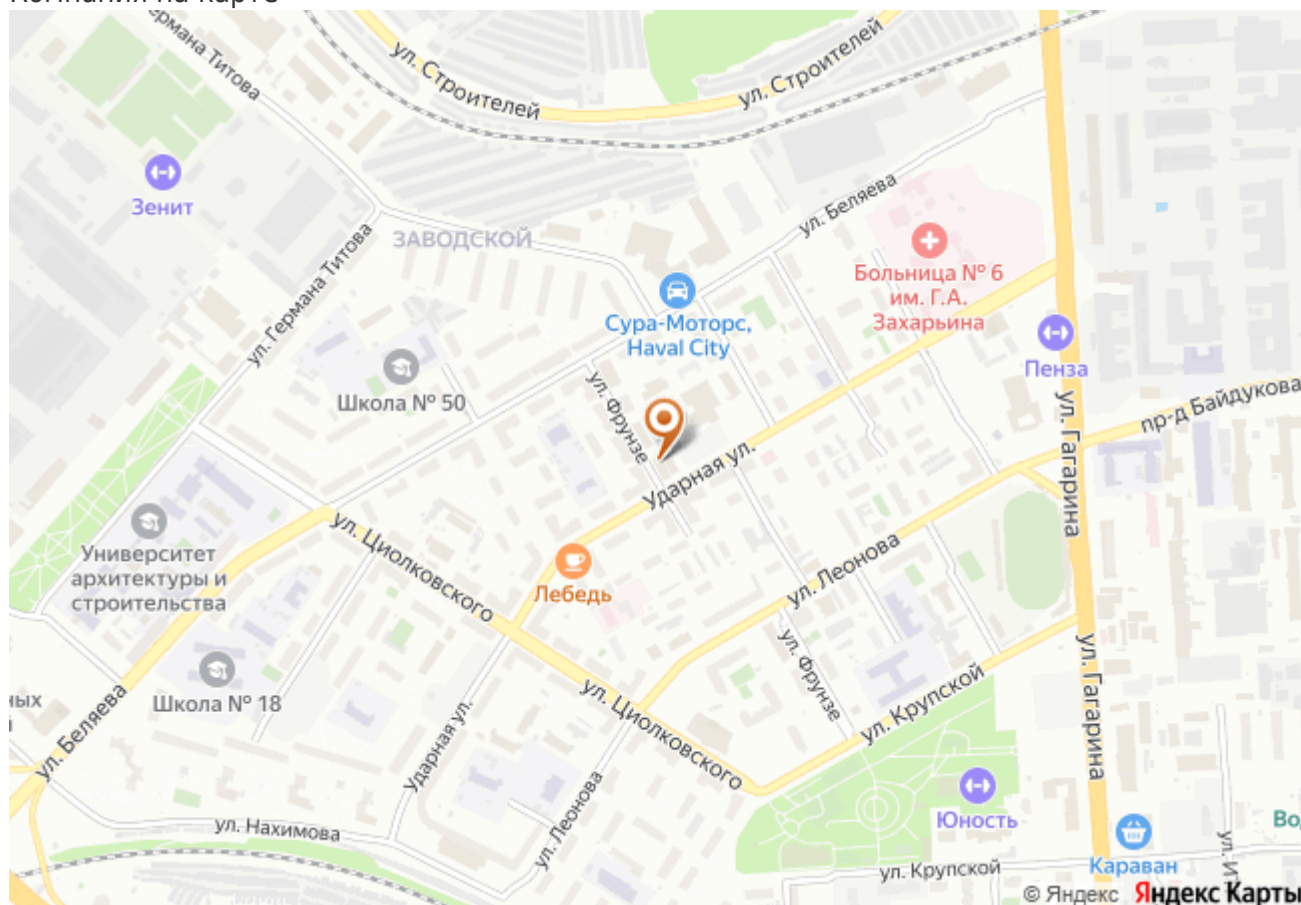 Компания на карте
Германа Титова
ул. Строителей
ул. Строителей
Зенит
ЗАВОДСКОЙ
ул. Беляева
Больница № 6
им. Г.А.
Захарьина
ул. Германа Титова
Сура-Моторс,
Haval City
Пенза
Школа № 50
ул. Фрунзе
ул. Гагарина
пр-д Байдукова
Ударная ул.
ул. Циолковского
Университет
архитектуры и
строительства
Лебедь
ул. Леонова
ул. Фрунзе
ул. Гагарина
Школа № 18
ул. Беляева
ул. Циолковского
ул. Крупской
Ударная ул.
ул. Леонова
ул. Нахимова
Юность
Караван
ул. Крупской
© Яндекс Яндекс Карты